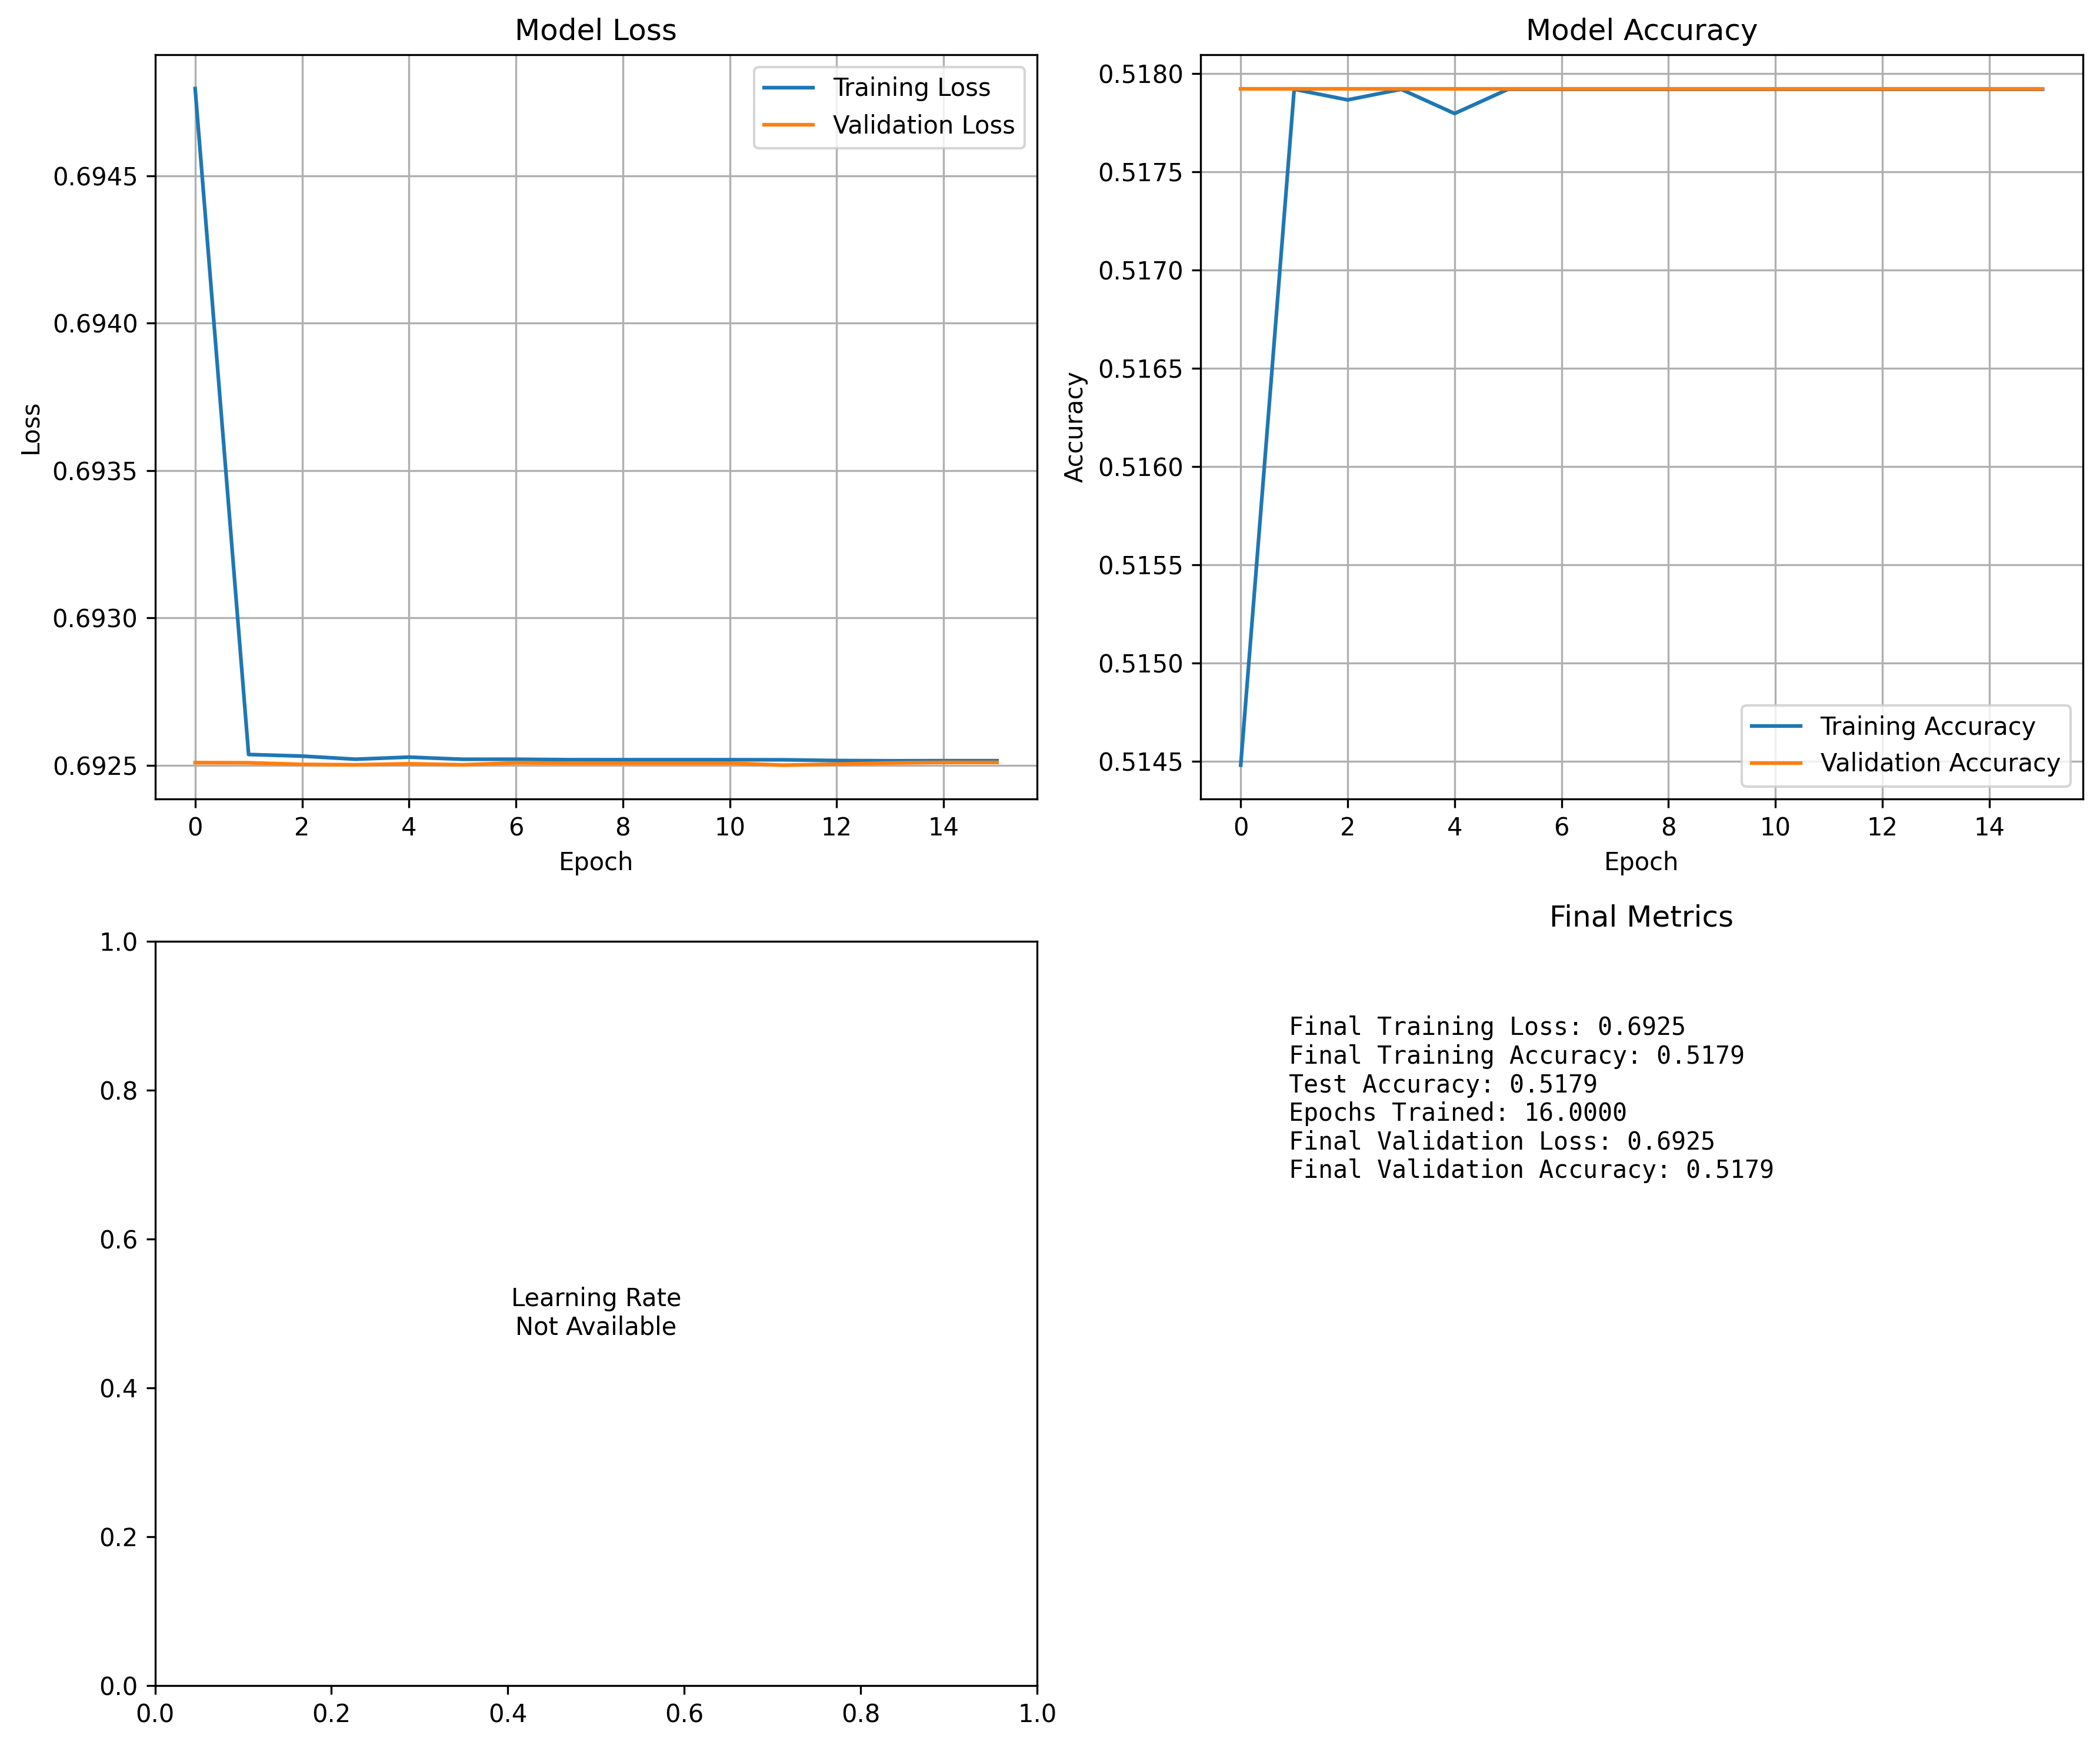 Model Loss
Training Loss
Validation Loss
0.6945
0.6940
0.6935
0.6930
0.6925
Loss
0 2 4 6 8 10 12 14
Epoch
Model Accuracy
0.5180
0.5175
0.5170
0.5165
0.5160
0.5155
0.5150
0.5145
Accuracy
Training Accuracy
Validation Accuracy
0 2 4 6 8 10 12 14
Epoch
1.0
0.8
0.6
0.4
0.2
0.0
Learning Rate
Not Available
0.0 0.2 0.4 0.6 0.8 1.0
Final Metrics
Final Training Loss: 0.6925
Final Training Accuracy: 0.5179
Test Accuracy: 0.5179
Epochs Trained: 16.0000
Final Validation Loss: 0.6925
Final Validation Accuracy: 0.5179